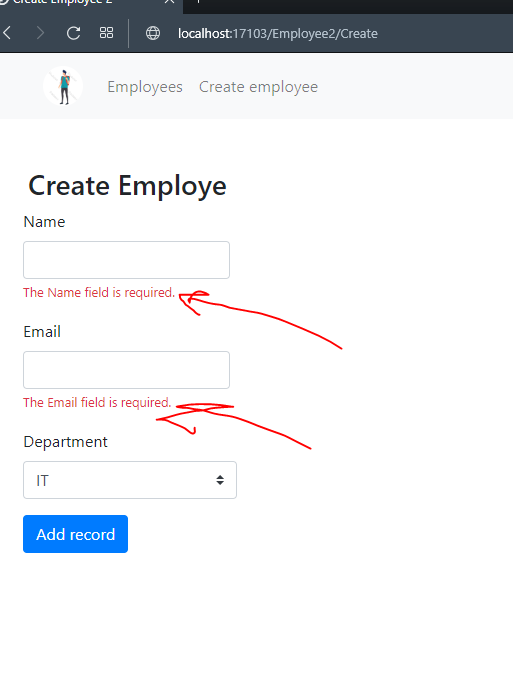 Create Employee 2
localhost:17103/Employee2/Create
Employees
Create employee
Create Employe
Name
The Name field is required.
Email
The Email field is required.
Department
IT
Add record